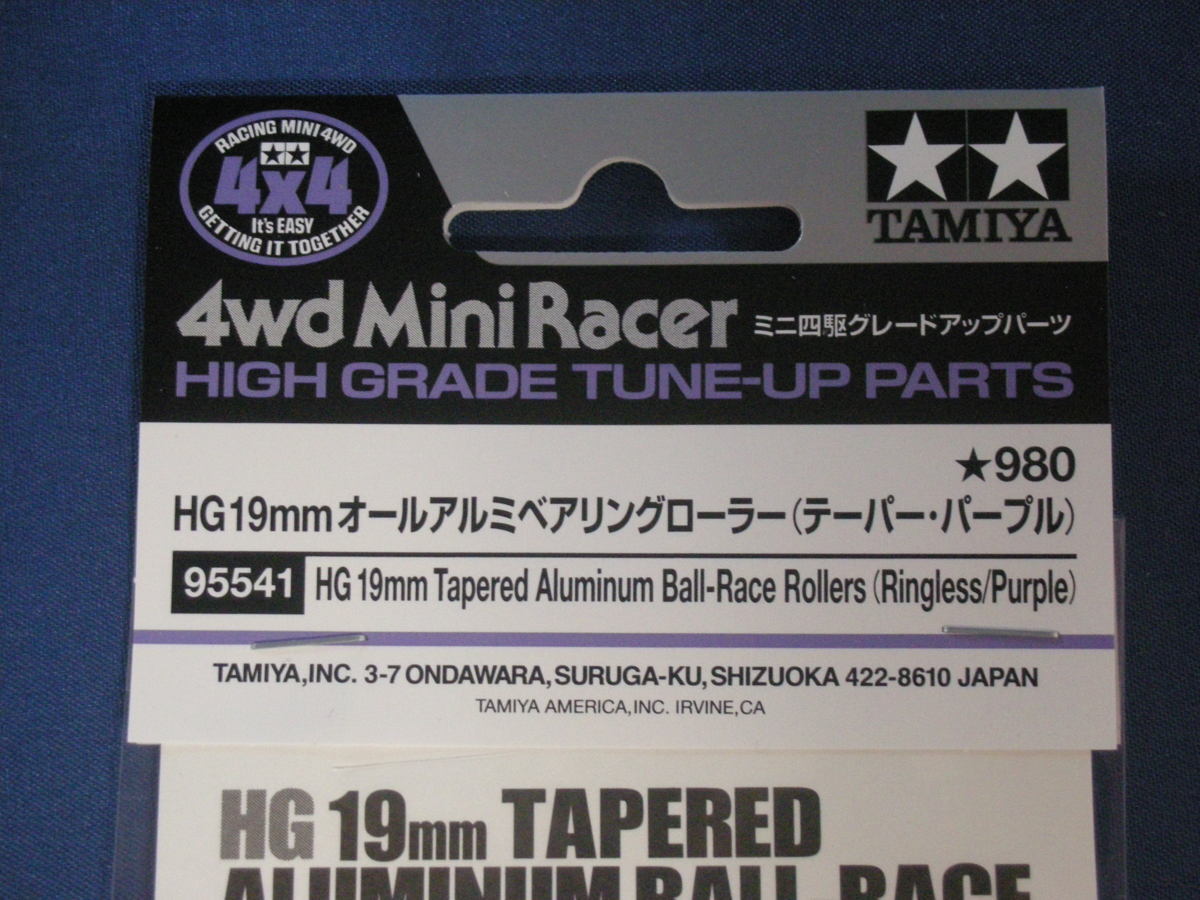 RACING MINI 4WD
4x4
It's EASY
GETTING IT TOGETHER
TAMIYA
4wd Mini Racer ミニ四駆グレードアップパーツ
HIGH GRADE TUNE-UP PARTS
★980
HG19mmオールアルミベアリングローラー(テーパー・パープル)
95541 HG 19mm Tapered Aluminum Ball-Race Rollers (Ringless/Purple)
TAMIYA,INC. 3-7 ONDAWARA,SURUGA-KU,SHIZUOKA 422-8610 JAPAN
TAMIYA AMERICA,INC. IRVINE,CA
HG 19mm TAPERED
ALUMINUM BALL-RACE